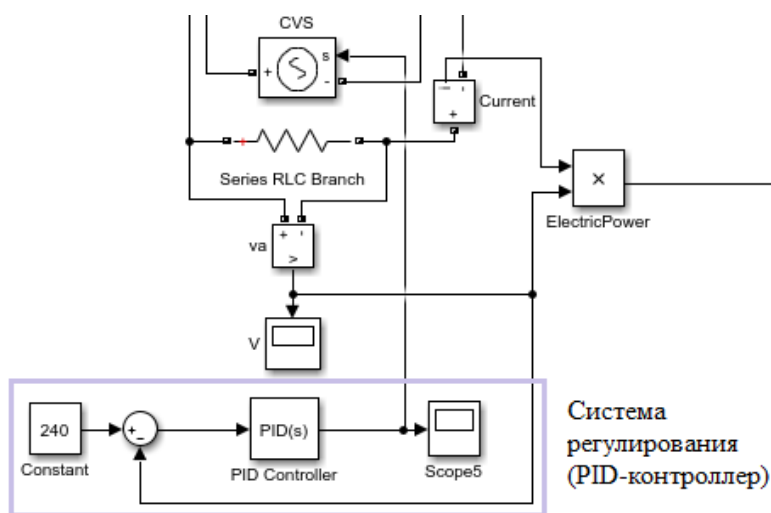 CVS
s
+
-
Current
+
Series RLC Branch
×
ElectricPower
+ -
va
>
V
240
+
-
PID(s)
Constant
PID Controller
Scope5
Система
регулирования
(PID-контроллер)